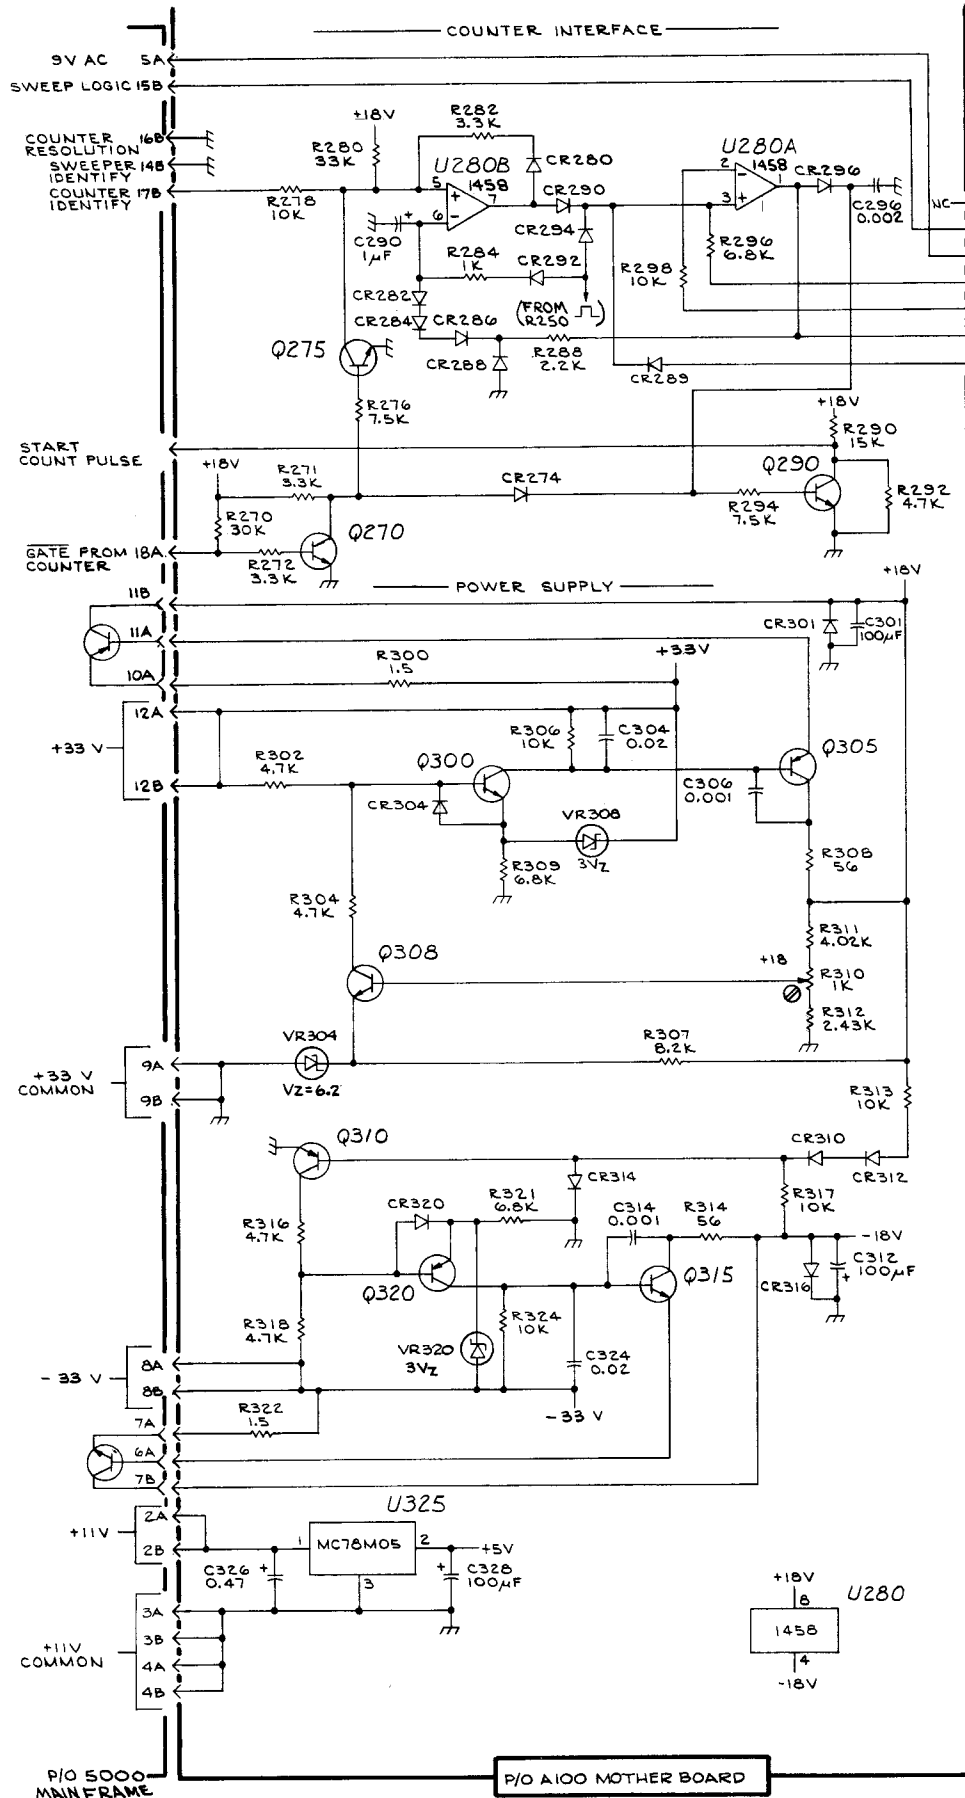 COUNTER INTERFACE
9V AC 5A
SWEEP LOGIC 15B
COUNTER RESOLUTION 16B
SWEEPER IDENTIFY 14B
COUNTER IDENTIFY 17B
+18V
R280
33K
R282
3.3K
CR280
U280B
1458
5
+
6
-
7
U280A
1458
2
-
3
+
1
CR296
C296
0.002
NC
R278
10K
CR290
C290
1µF
+
CR294
R284
1K
CR292
R298
10K
R296
6.8K
CR282
CR284
CR286
(FROM R250)
Q275
CR288
R288
2.2K
CR289
R276
7.5K
+18V
R290
15K
START
COUNT PULSE
+18V
R271
3.3K
CR274
Q290
R270
30K
Q270
R294
7.5K
R292
4.7K
GATE FROM 18A
COUNTER
R272
3.3K
POWER SUPPLY
+18V
11B
11A
10A
CR301
C301
100µF
R300
1.5
+33V
12A
+33 V
12B
R302
4.7K
Q300
R306
10K
C304
0.02
Q305
CR304
VR308
3VZ
C306
0.001
R309
6.8K
R308
56
R304
4.7K
Q308
+18
R311
4.02K
R310
1K
R312
2.43K
VR304
VZ=6.2
R307
8.2K
9A
+33 V
COMMON
9B
R313
10K
Q310
CR310
CR312
CR314
R316
4.7K
CR320
R321
6.8K
C314
0.001
R314
56
R317
10K
-18V
Q320
Q315
CR316
C312
100µF
+
R318
4.7K
VR320
3VZ
R324
10K
C324
0.02
8A
- 33 V
8B
-33 V
7A
R322
1.5
6A
7B
U325
2A
+11V
2B
1
MC78M05
2
+5V
3
C326
0.47
+
+
C328
100µF
3A
3B
+11V
COMMON
4A
4B
+18V
8
U280
1458
4
-18V
P/O 5000
MAINFRAME
P/O A100 MOTHER BOARD